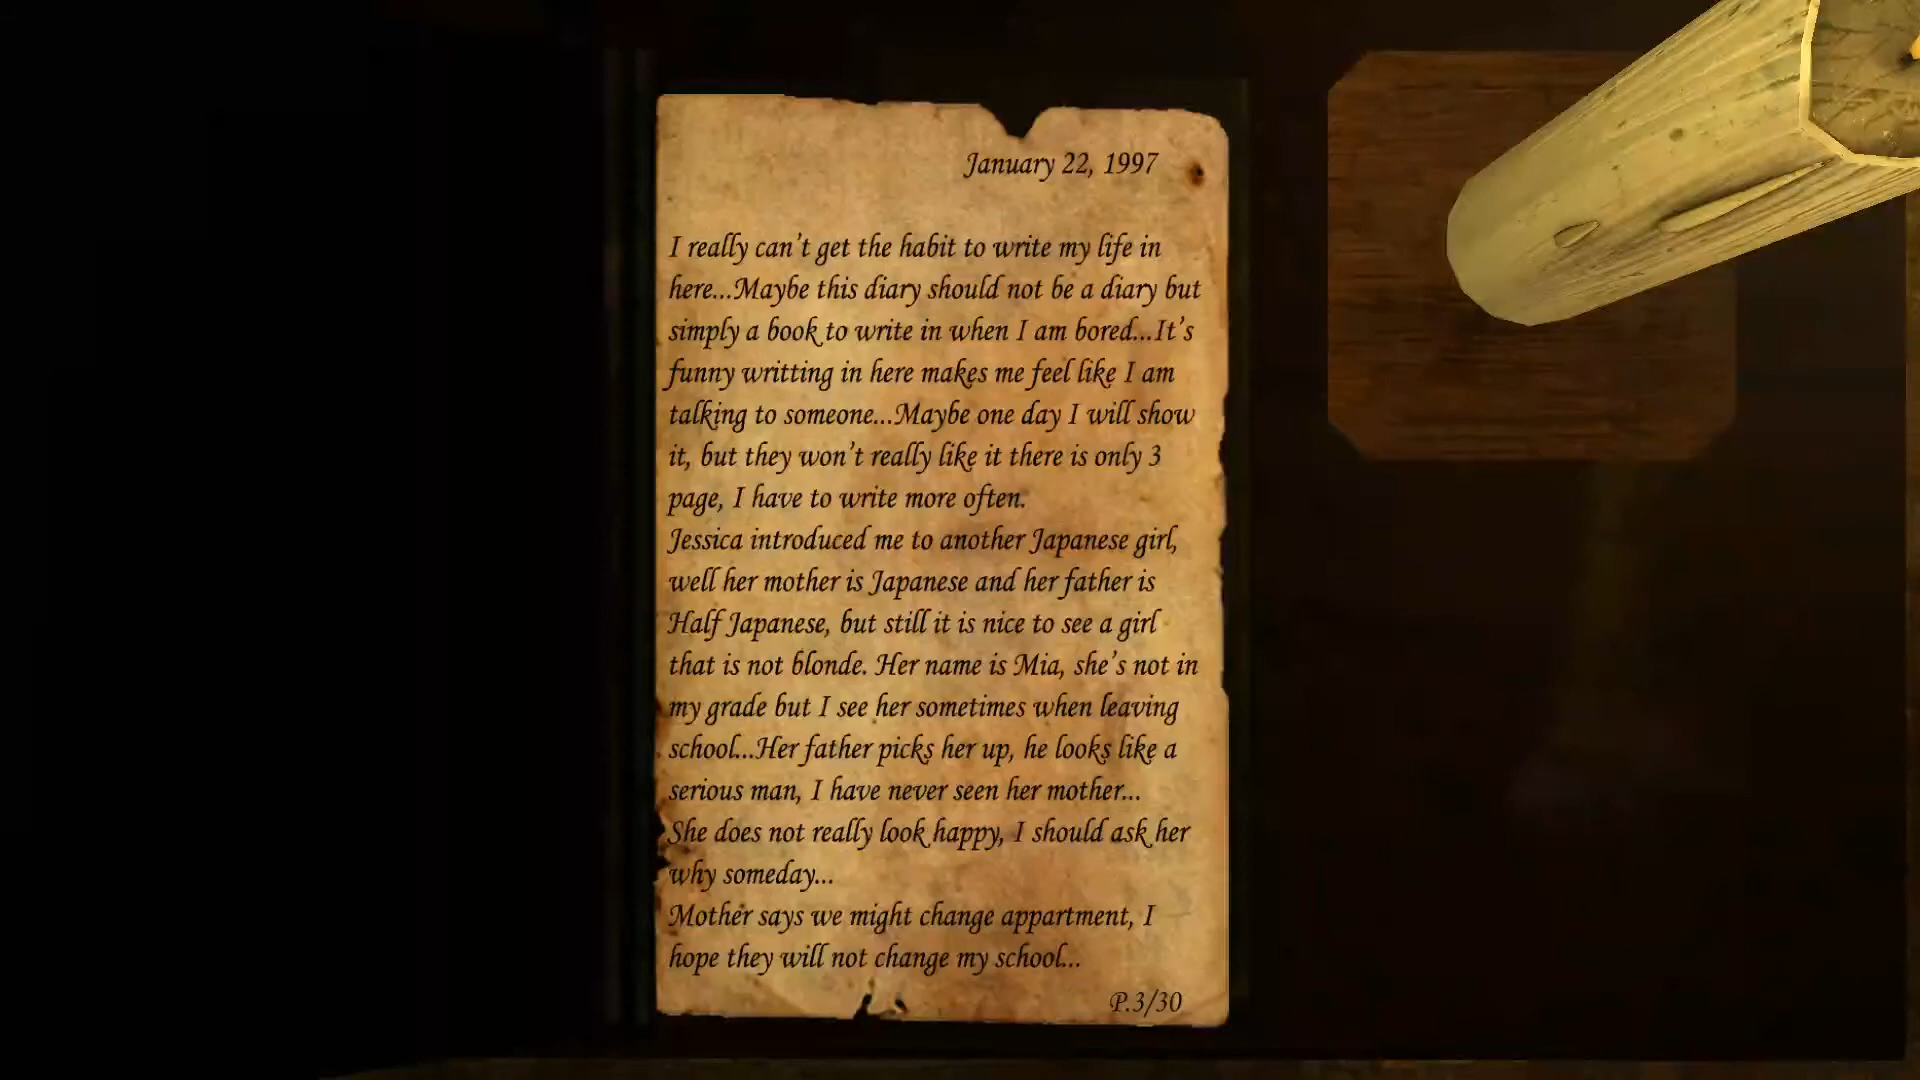 January 22, 1997
I really can't get the habit to write my life in
here...Maybe this diary should not be a diary but
simply a book to write in when I am bored...It's
funny writting in here makes me feel like I am
talking to someone...Maybe one day I will show
it, but they won't really like it there is only 3
page, I have to write more often.
Jessica introduced me to another Japanese girl,
well her mother is Japanese and her father is
Half Japanese, but still it is nice to see a girl
that is not blonde. Her name is Mia, she's not in
my grade but I see her sometimes when leaving
school...Her father picks her up, he looks like a
serious man, I have never seen her mother...
She does not really look happy, I should ask her
why someday...
Mother says we might change appartment, I
hope they will not change my school...
P.3/30